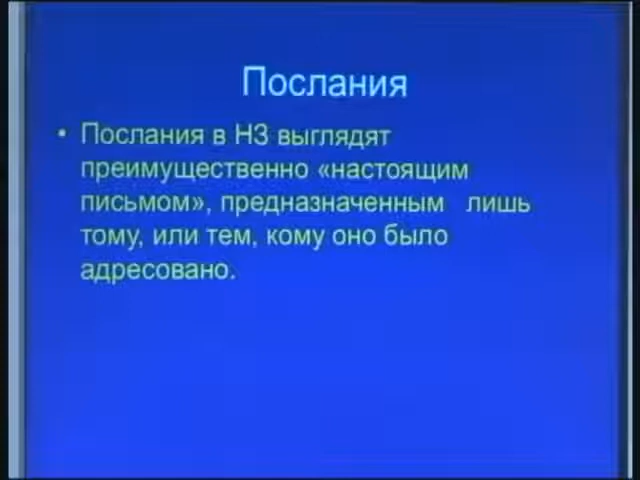 Послания
• Послания в НЗ выглядят
преимущественно «настоящим
письмом», предназначенным лишь
тому, или тем, кому оно было
адресовано.